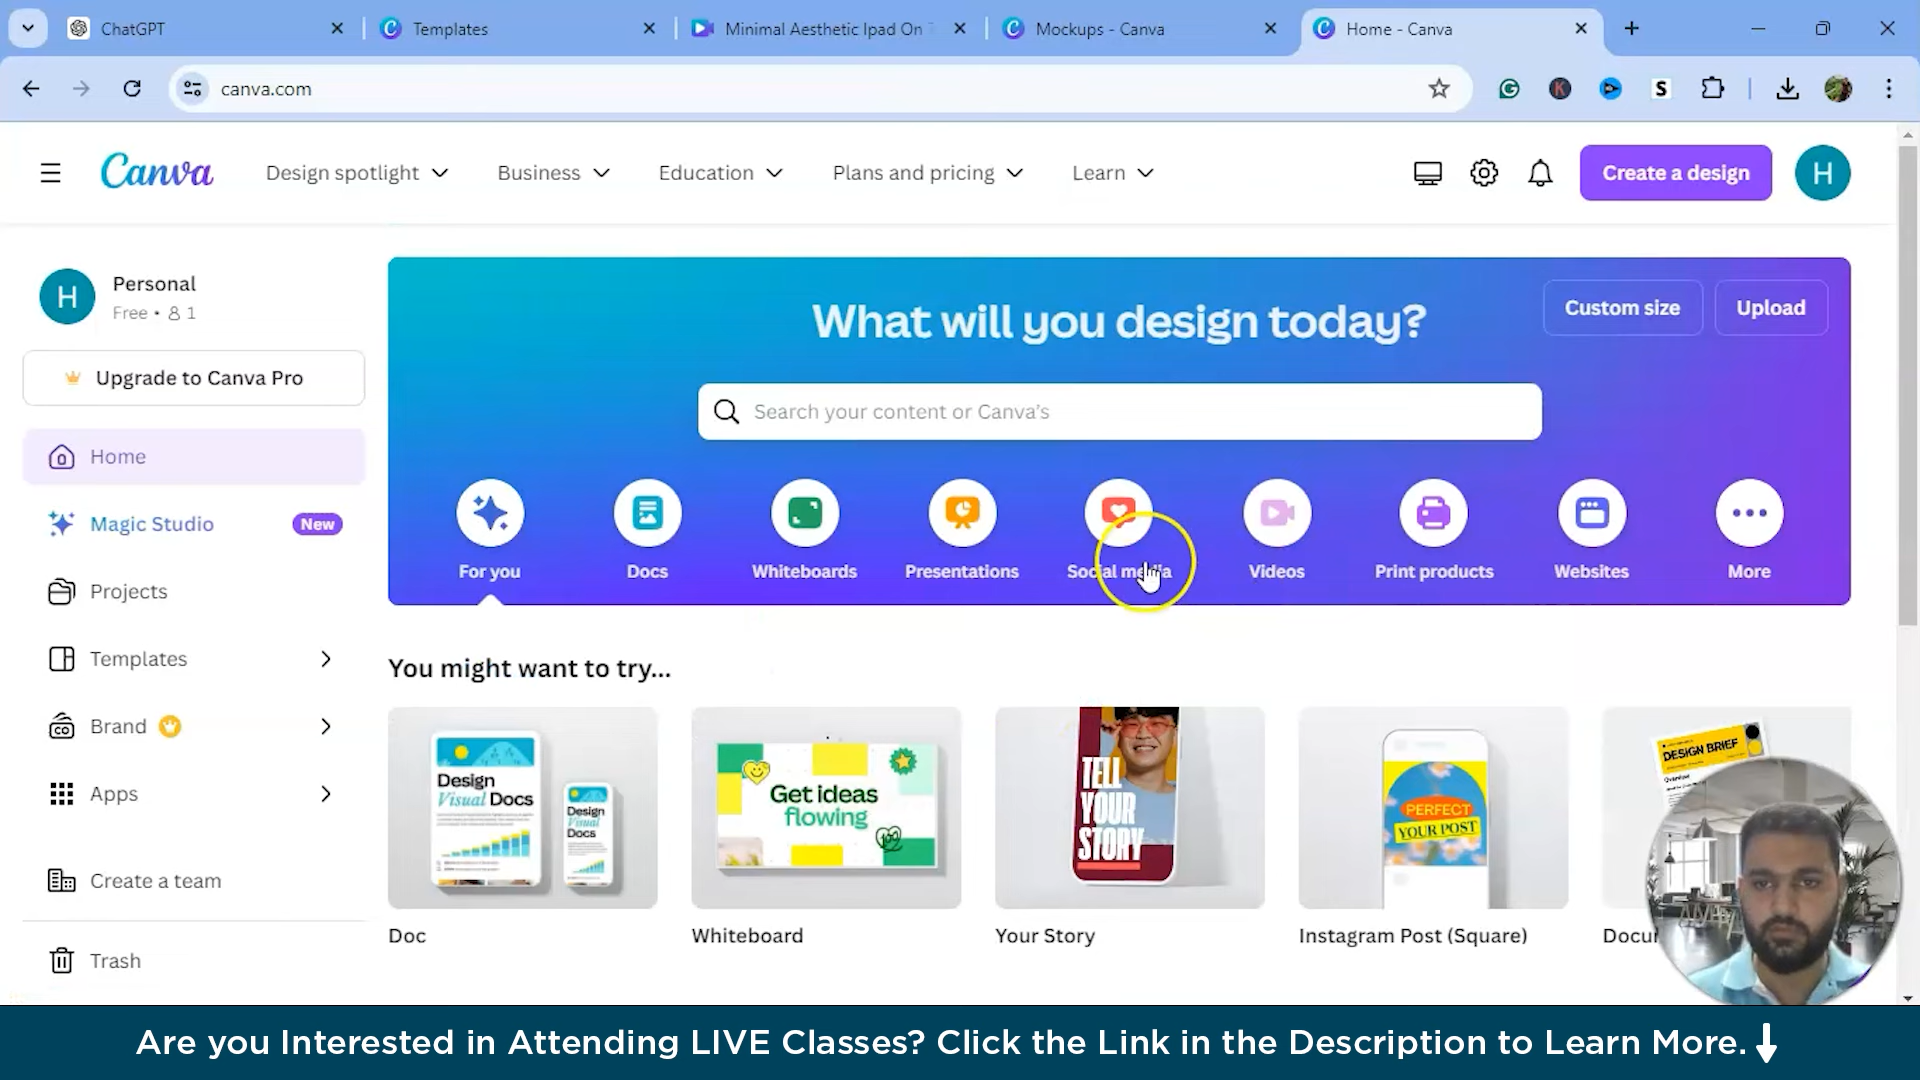 ChatGPT
Templates
Minimal Aesthetic Ipad On
Mockups - Canva
Home - Canva
canva.com
Canva
Design spotlight
Business
Education
Plans and pricing
Learn
Create a design
H
H
Personal
Free • 1
Upgrade to Canva Pro
Home
Magic Studio
New
Projects
Templates
Brand
Apps
Create a team
Trash
What will you design today?
Custom size
Upload
Search your content or Canva's
For you
Docs
Whiteboards
Presentations
Social media
Videos
Print products
Websites
More
You might want to try...
Design
Visual Docs
Design
Visual
Docs
Get ideas
flowing
TELL
YOUR
STORY
PERFECT
YOUR POST
DESIGN BRIEF
Doc
Whiteboard
Your Story
Instagram Post (Square)
Are you Interested in Attending LIVE Classes? Click the Link in the Description to Learn More.